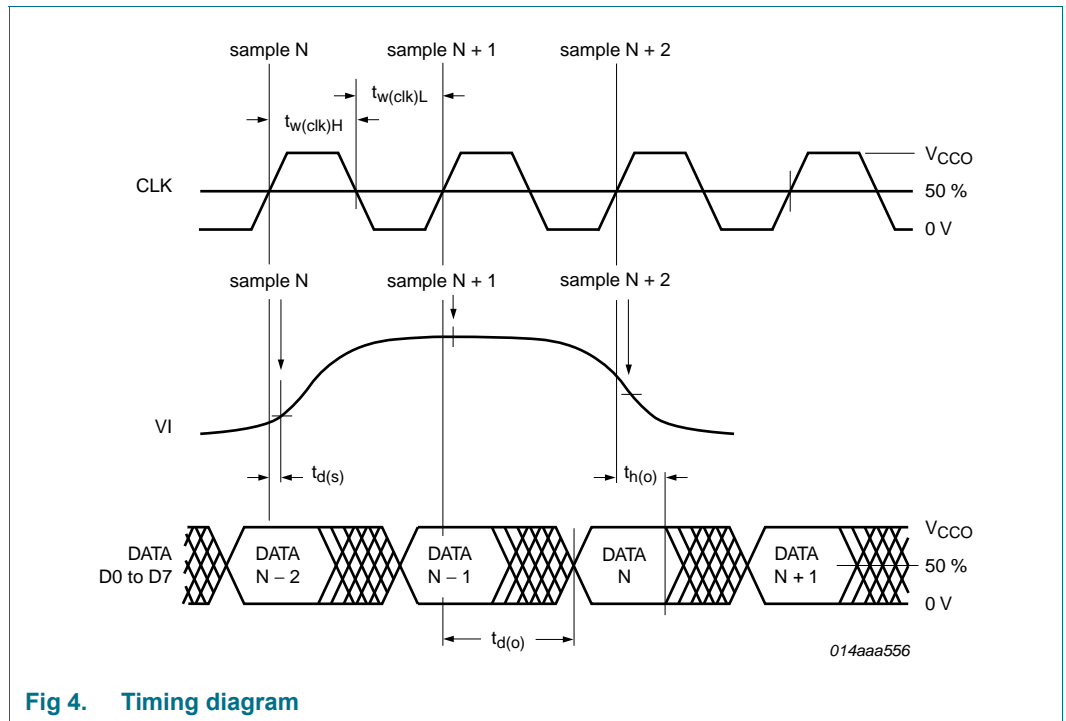 sample N sample N + 1 sample N + 2
tw(clk)L
tw(clk)H
VCCO
CLK 50 %
0 V
sample N sample N + 1 sample N + 2
VI
td(s) th(o)
VCCO
DATA DATA DATA DATA DATA
D0 to D7 N − 2 N − 1 N N + 1 50 %
0 V
td(o)
014aaa556
Fig 4. Timing diagram